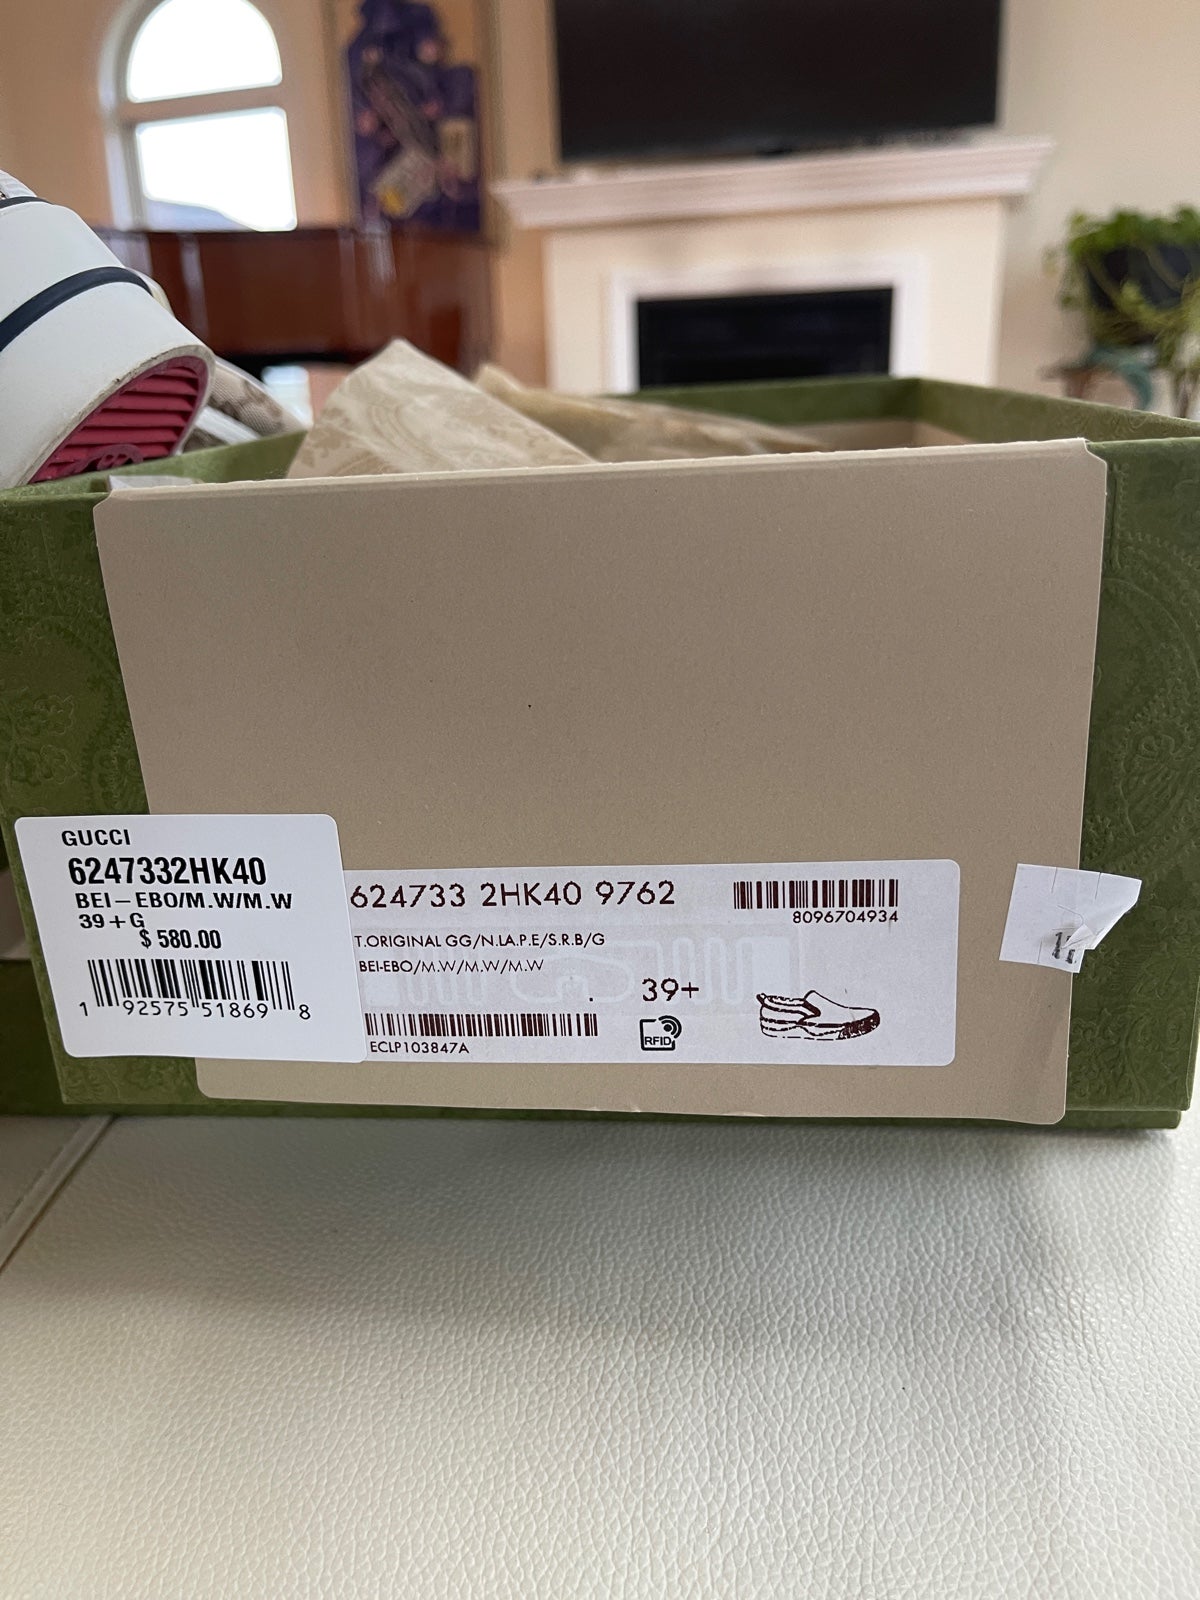 GUCCI
6247332HK40
BEI-EBO/M.W/M.W
39+G
$ 580.00
1 92575 51869 8
624733 2HK40 9762
8096704934
T.ORIGINAL GG/N.LA.P.E/S.R.B/G
BEI-EBO/M.W/M.W/M.W
39+
ECLP103847A
RFID